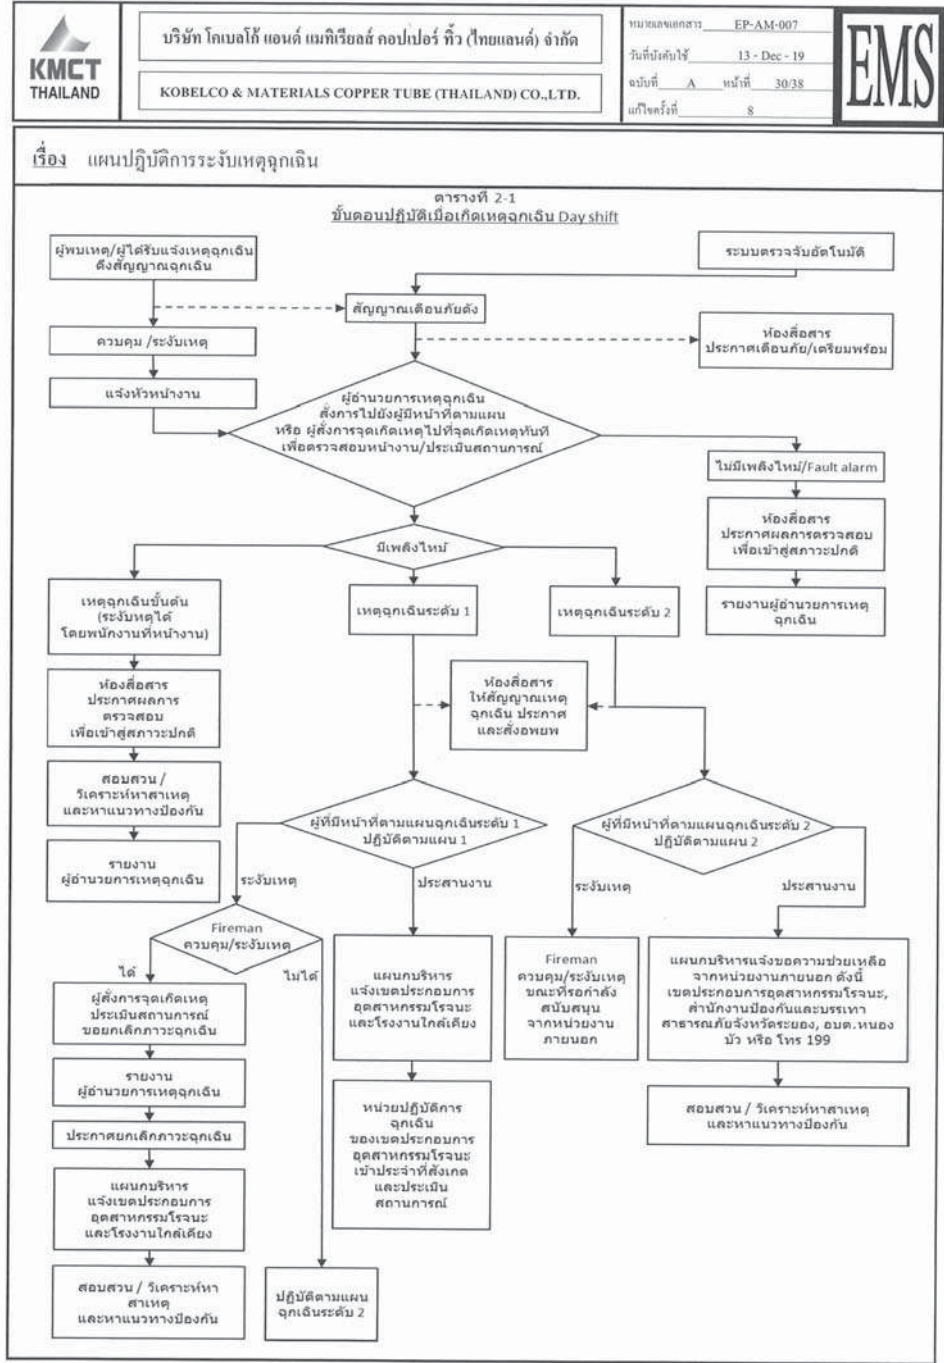 KMCT
THAILAND
บริษัท โกเบลโก้ แอนด์ แมทิเรียลส์ คอปเปอร์ ทิ้ว (ไทยแลนด์) จำกัด
KOBELCO & MATERIALS COPPER TUBE (THAILAND) CO.,LTD.
หมายเลขเอกสาร EP-AM-007
วันที่บังคับใช้ 13 - Dec - 19
ฉบับที่ A หน้าที่ 30/38
แก้ไขครั้งที่ 8
EMS
เรื่อง แผนปฏิบัติการระงับเหตุฉุกเฉิน
ตารางที่ 2-1
ขั้นตอนปฏิบัติเมื่อเกิดเหตุฉุกเฉิน Day shift
ผู้พบเหตุ/ผู้ได้รับแจ้งเหตุฉุกเฉิน
ดึงสัญญาณฉุกเฉิน
ระบบตรวจจับอัตโนมัติ
สัญญาณเตือนภัยดัง
ควบคุม /ระงับเหตุ
ห้องสื่อสาร
ประกาศเตือนภัย/เตรียมพร้อม
แจ้งหัวหน้างาน
ผู้อำนวยการเหตุฉุกเฉิน
สั่งการไปยังผู้มีหน้าที่ตามแผน
หรือ ผู้สั่งการจุดเกิดเหตุไปที่จุดเกิดเหตุทันที
เพื่อตรวจสอบหน้างาน/ประเมินสถานการณ์
ไม่มีเพลิงไหม้/Fault alarm
ห้องสื่อสาร
ประกาศผลการตรวจสอบ
เพื่อเข้าสู่สภาวะปกติ
รายงานผู้อำนวยการเหตุ
ฉุกเฉิน
มีเพลิงไหม้
เหตุฉุกเฉินขั้นต้น
(ระงับหตุได้
โดยพนักงานที่หน้างาน)
เหตุฉุกเฉินระดับ 1
เหตุฉุกเฉินระดับ 2
ห้องสื่อสาร
ประกาศผลการ
ตรวจสอบ
เพื่อเข้าสู่สภาวะปกติ
ห้องสื่อสาร
ให้สัญญาณเหตุ
ฉุกเฉิน ประกาศ
และสั่งอพยพ
สอบสวน /
วิเคราะห์หาสาเหตุ
และหาแนวทางป้องกัน
รายงาน
ผู้อำนวยการเหตุฉุกเฉิน
ผู้ที่มีหน้าที่ตามแผนฉุกเฉินระดับ 1
ปฏิบัติตามแผน 1
ผู้ที่มีหน้าที่ตามแผนฉุกเฉินระดับ 2
ปฏิบัติตามแผน 2
ระงับเหตุ
ประสานงาน
ระงับเหตุ
ประสานงาน
Fireman
ควบคุม/ระงับเหตุ
ได้
ไม่ได้
ผู้สั่งการจุดเกิดเหตุ
ประเมินสถานการณ์
ขอยกเลิกภาวะฉุกเฉิน
รายงาน
ผู้อำนวยการเหตุฉุกเฉิน
ประกาศยกเลิกภาวะฉุกเฉิน
แผนกบริหาร
แจ้งเขตประกอบการ
อุตสาหกรรมโรจนะ
และโรงงานใกล้เคียง
สอบสวน / วิเคราะห์หา
สาเหตุ
และหาแนวทางป้องกัน
ปฏิบัติตามแผน
ฉุกเฉินระดับ 2
แผนกบริหาร
แจ้งเขตประกอบการ
อุตสาหกรรมโรจนะ
และโรงงานใกล้เคียง
หน่วยปฏิบัติการ
ฉุกเฉิน
ของเขตประกอบการ
อุตสาหกรรมโรจนะ
เข้าประจำที่สังเกต
และประเมิน
สถานการณ์
Fireman
ควบคุม/ระงับเหตุ
ขณะที่รอกำลัง
สนับสนุน
จากหน่วยงาน
ภายนอก
แผนกบริหารแจ้งขอความช่วยเหลือ
จากหน่วยงานภายนอก ดังนี้
เขตประกอบการอุตสาหกรรมโรจนะ,
สำนักงานป้องกันและบรรเทา
สาธารณภัยจังหวัดระยอง, อบต.หนอง
บัว หรือ โทร 199
สอบสวน / วิเคราะห์หาสาเหตุ
และหาแนวทางป้องกัน